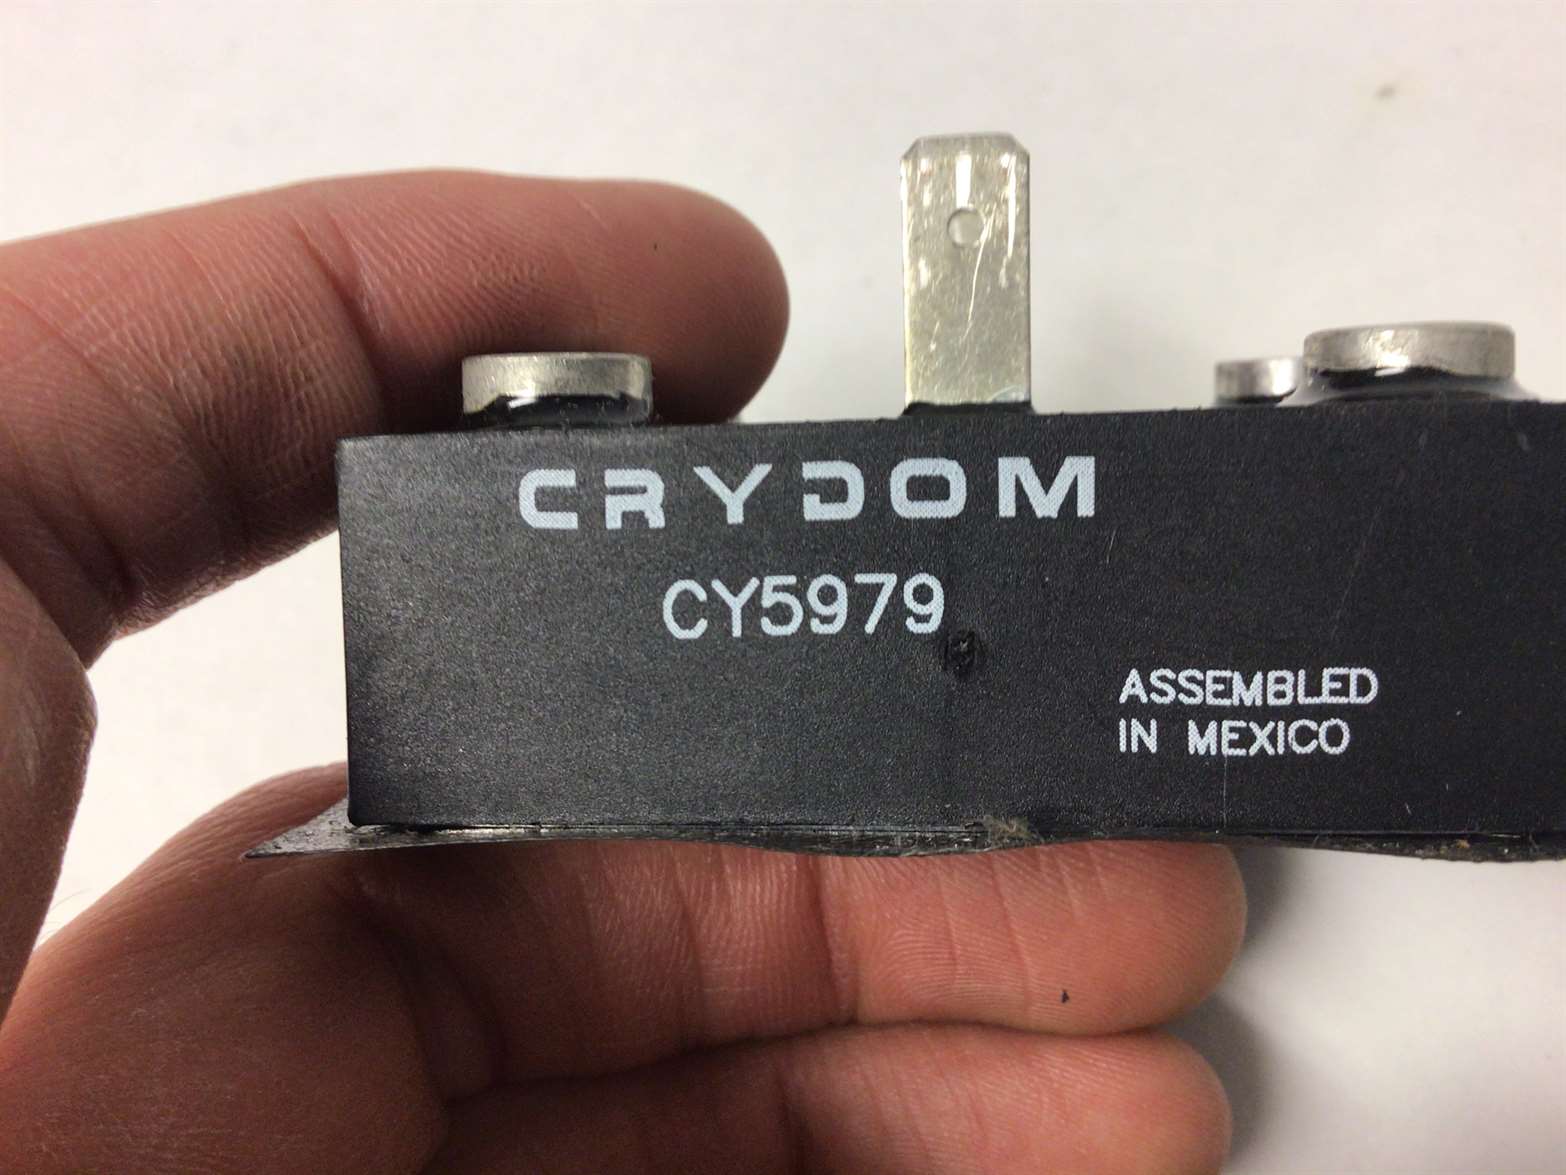 CRYDOM
CY5979
ASSEMBLED
IN MEXICO